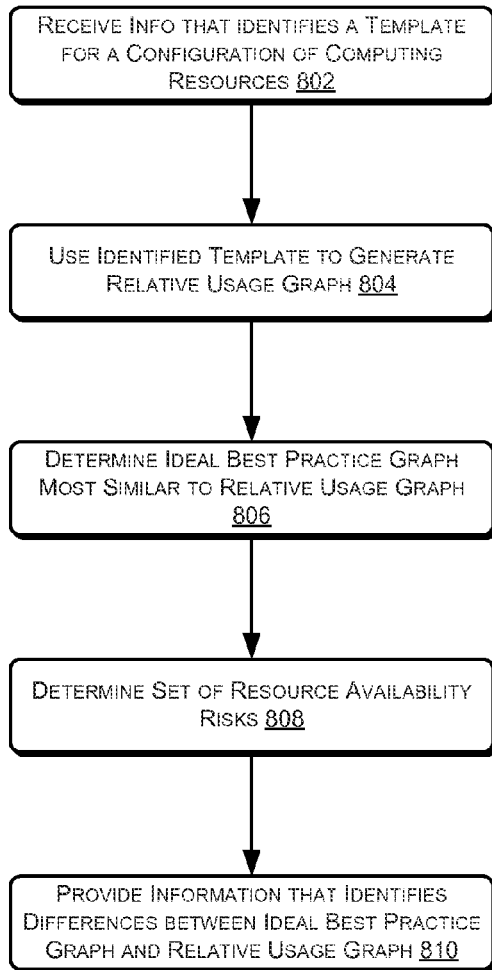 RECEIVE INFO THAT IDENTIFIES A TEMPLATE
FOR A CONFIGURATION OF COMPUTING
RESOURCES 802
USE IDENTIFIED TEMPLATE TO GENERATE
RELATIVE USAGE GRAPH 804
DETERMINE IDEAL BEST PRACTICE GRAPH
MOST SIMILAR TO RELATIVE USAGE GRAPH
806
DETERMINE SET OF RESOURCE AVAILABILITY
RISKS 808
PROVIDE INFORMATION THAT IDENTIFIES
DIFFERENCES BETWEEN IDEAL BEST PRACTICE
GRAPH AND RELATIVE USAGE GRAPH 810